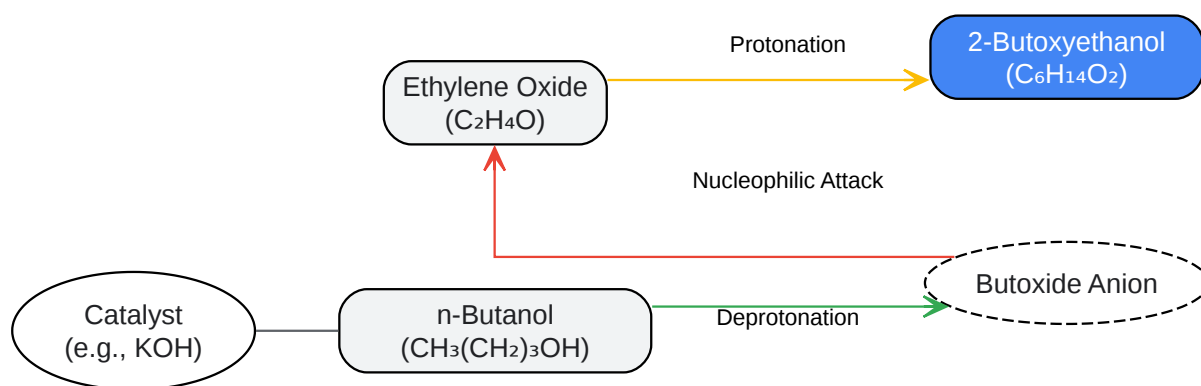 Protonation
2-Butoxyethanol
(C₆H₁₄O₂)
Ethylene Oxide
(C₂H₄O)
Nucleophilic Attack
Butoxide Anion
Catalyst
(e.g., KOH)
n-Butanol
(CH₃(CH₂)₃OH)
Deprotonation